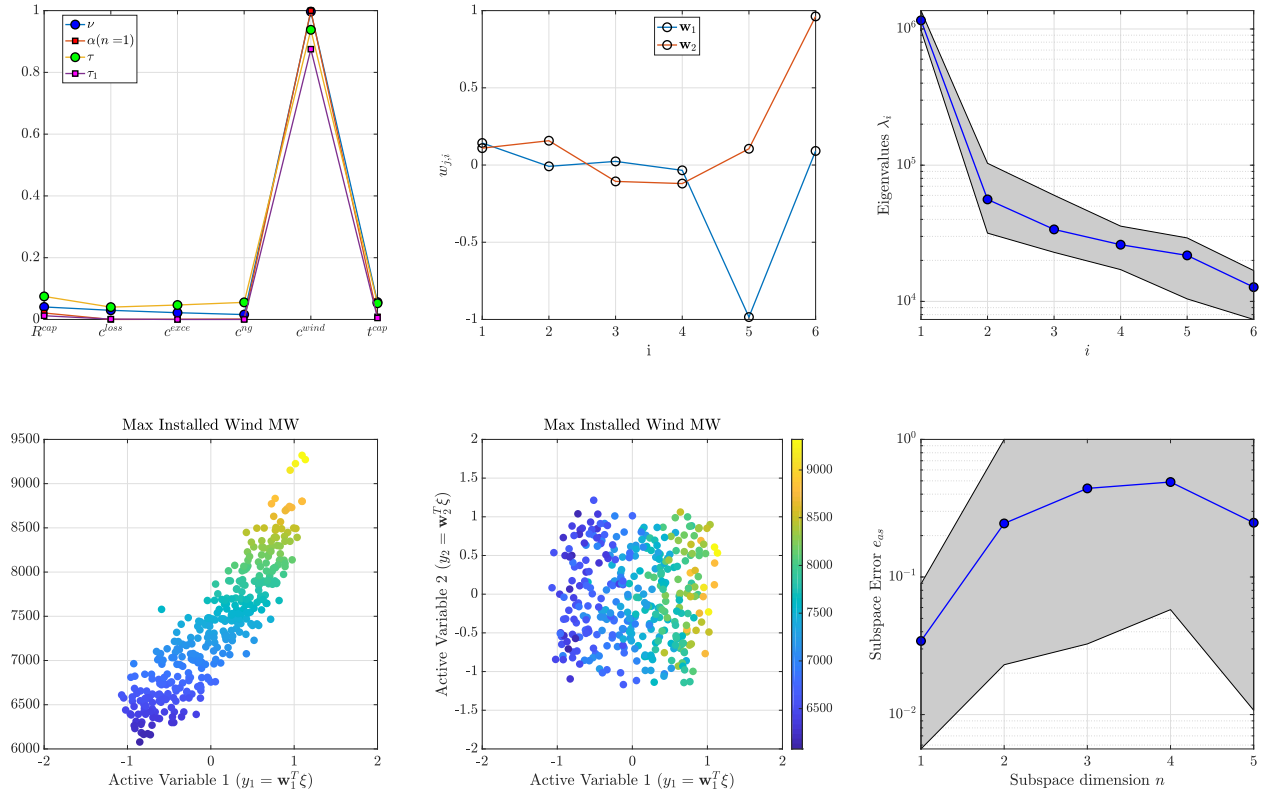 1
0.8
0.6
0.4
0.2
0
ν
α(n =1)
τ
τ₁
R^cap c^loss c^exce c^ng c^wind t^cap
1
0.5
0
-0.5
-1
w_{j,i}
w₁
w₂
1 2 3 4 5 6
i
10⁶
10⁵
10⁴
Eigenvalues λ_i
1 2 3 4 5 6
i
Max Installed Wind MW
9500
9000
8500
8000
7500
7000
6500
6000
-2 -1 0 1 2
Active Variable 1 (y₁ = w₁ᵀξ)
Max Installed Wind MW
2
1.5
1
0.5
0
-0.5
-1
-1.5
-2
Active Variable 2 (y₂ = w₂ᵀξ)
-2 -1 0 1 2
Active Variable 1 (y₁ = w₁ᵀξ)
9000
8500
8000
7500
7000
6500
10⁰
10⁻¹
10⁻²
Subspace Error e_as
1 2 3 4 5
Subspace dimension n